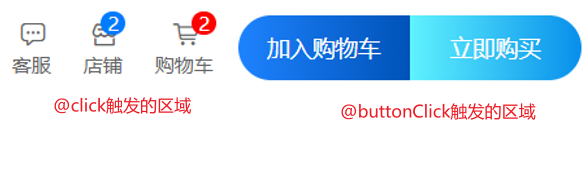 2 2
加入购物车 立即购买
客服 店铺 购物车
@click触发的区域
@buttonClick触发的区域